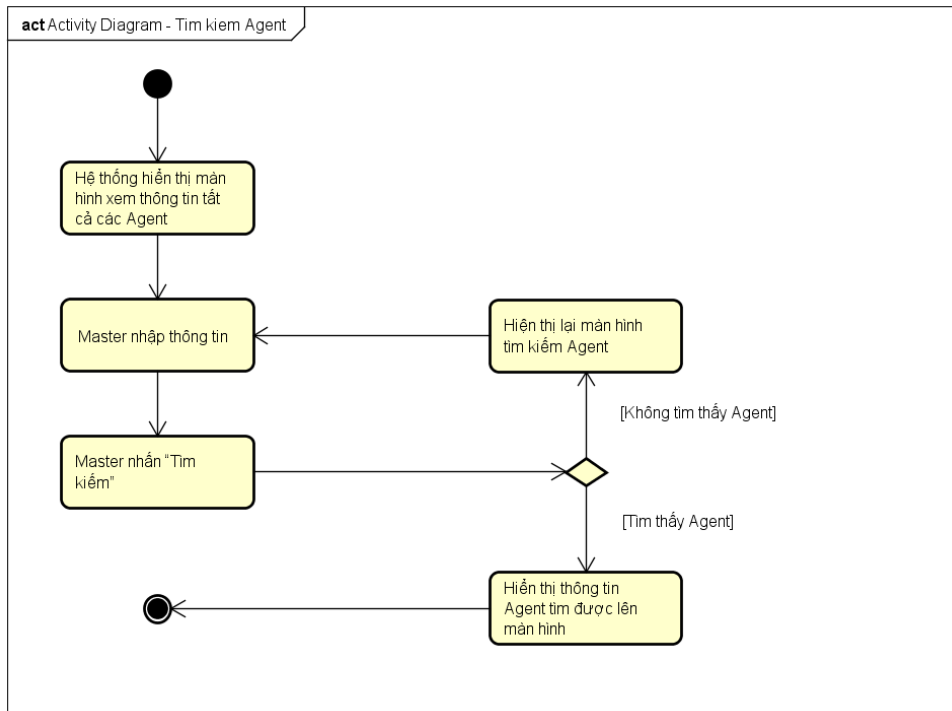 act Activity Diagram - Tim kiem Agent
Hệ thống hiển thị màn
hình xem thông tin tất
cả các Agent
Master nhập thông tin
Hiện thị lại màn hình
tìm kiếm Agent
[Không tìm thấy Agent]
Master nhấn "Tìm
kiếm"
[Tìm thấy Agent]
Hiển thị thông tin
Agent tìm được lên
màn hình